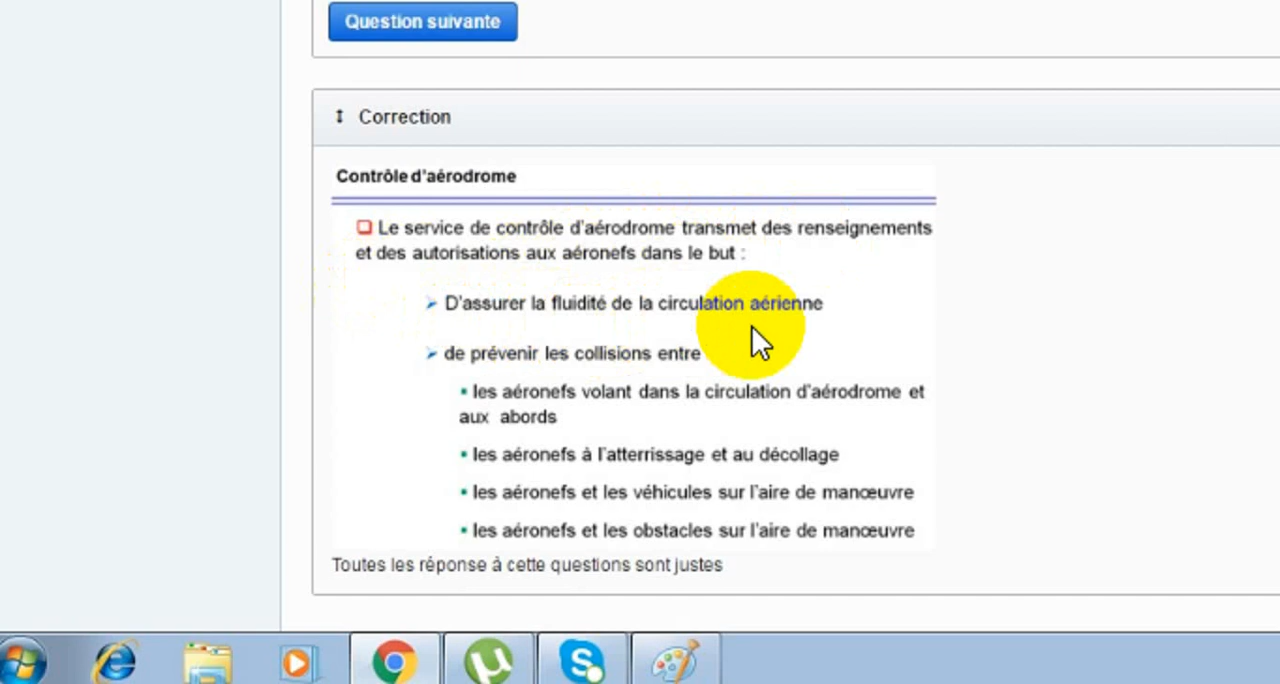 Question suivante
Correction
Contrôle d'aérodrome
Le service de contrôle d'aérodrome transmet des renseignements
et des autorisations aux aéronefs dans le but :
D'assurer la fluidité de la circulation aérienne
de prévenir les collisions entre
les aéronefs volant dans la circulation d'aérodrome et
aux abords
les aéronefs à l'atterrissage et au décollage
les aéronefs et les véhicules sur l'aire de manœuvre
les aéronefs et les obstacles sur l'aire de manœuvre
Toutes les réponse à cette questions sont justes